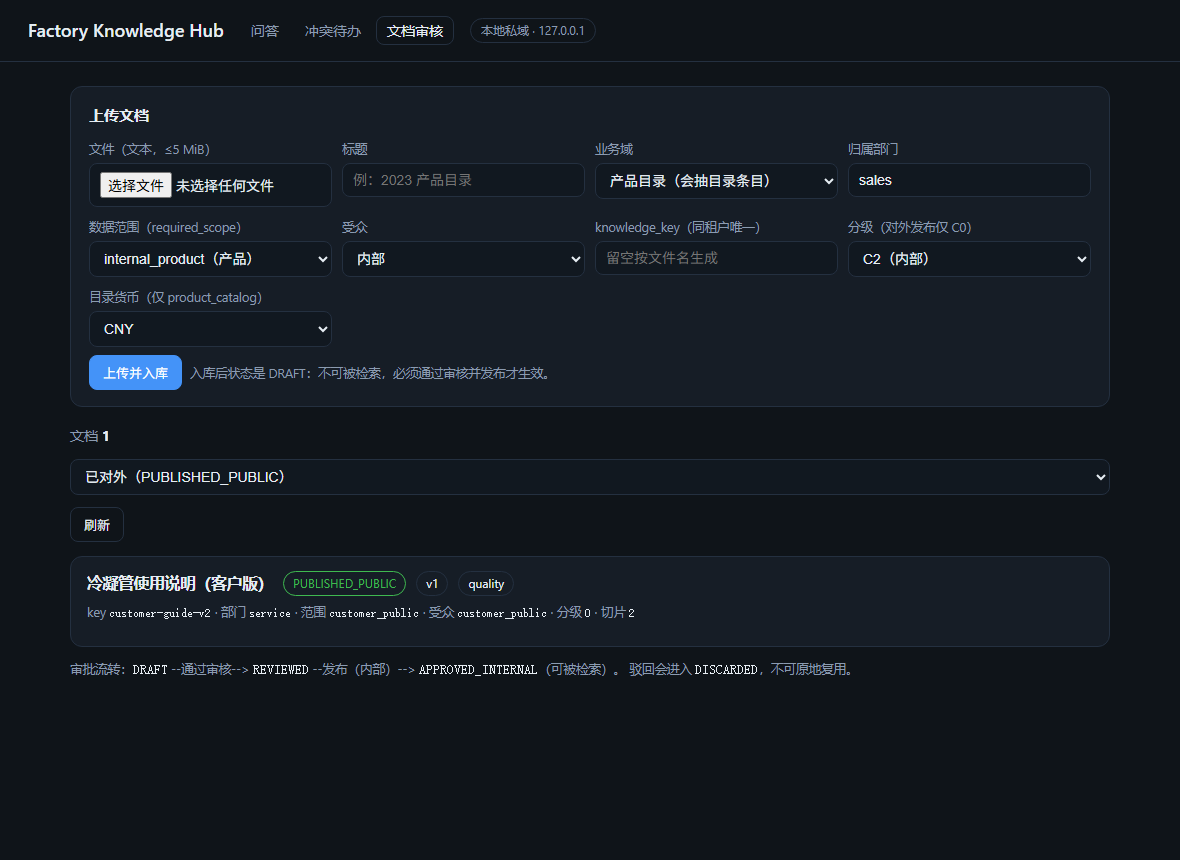 Factory Knowledge Hub 问答 冲突待办 文档审核 本地私域 · 127.0.0.1
上传文档
文件（文本，≤5 MiB） 标题 业务域 归属部门
选择文件 未选择任何文件 例：2023 产品目录 产品目录（会抽目录条目） sales
数据范围（required_scope） 受众 knowledge_key（同租户唯一） 分级（对外发布仅 C0）
internal_product（产品） 内部 留空按文件名生成 C2（内部）
目录货币（仅 product_catalog）
CNY
上传并入库 入库后状态是 DRAFT：不可被检索，必须通过审核并发布才生效。
文档 1
已对外（PUBLISHED_PUBLIC）
刷新
冷凝管使用说明（客户版） PUBLISHED_PUBLIC v1 quality
key customer-guide-v2 · 部门 service · 范围 customer_public · 受众 customer_public · 分级 0 · 切片 2
审批流转：DRAFT --通过审核--> REVIEWED --发布（内部）--> APPROVED_INTERNAL（可被检索）。 驳回会进入 DISCARDED，不可原地复用。